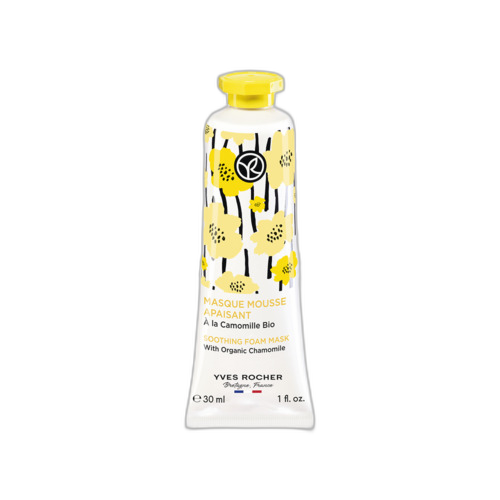 YR
MASQUE MOUSSE
APAISANT
À la Camomille Bio
SOOTHING FOAM MASK
With Organic Chamomile
YVES ROCHER
Bretagne, France
℮ 30 ml 1 fl. oz.